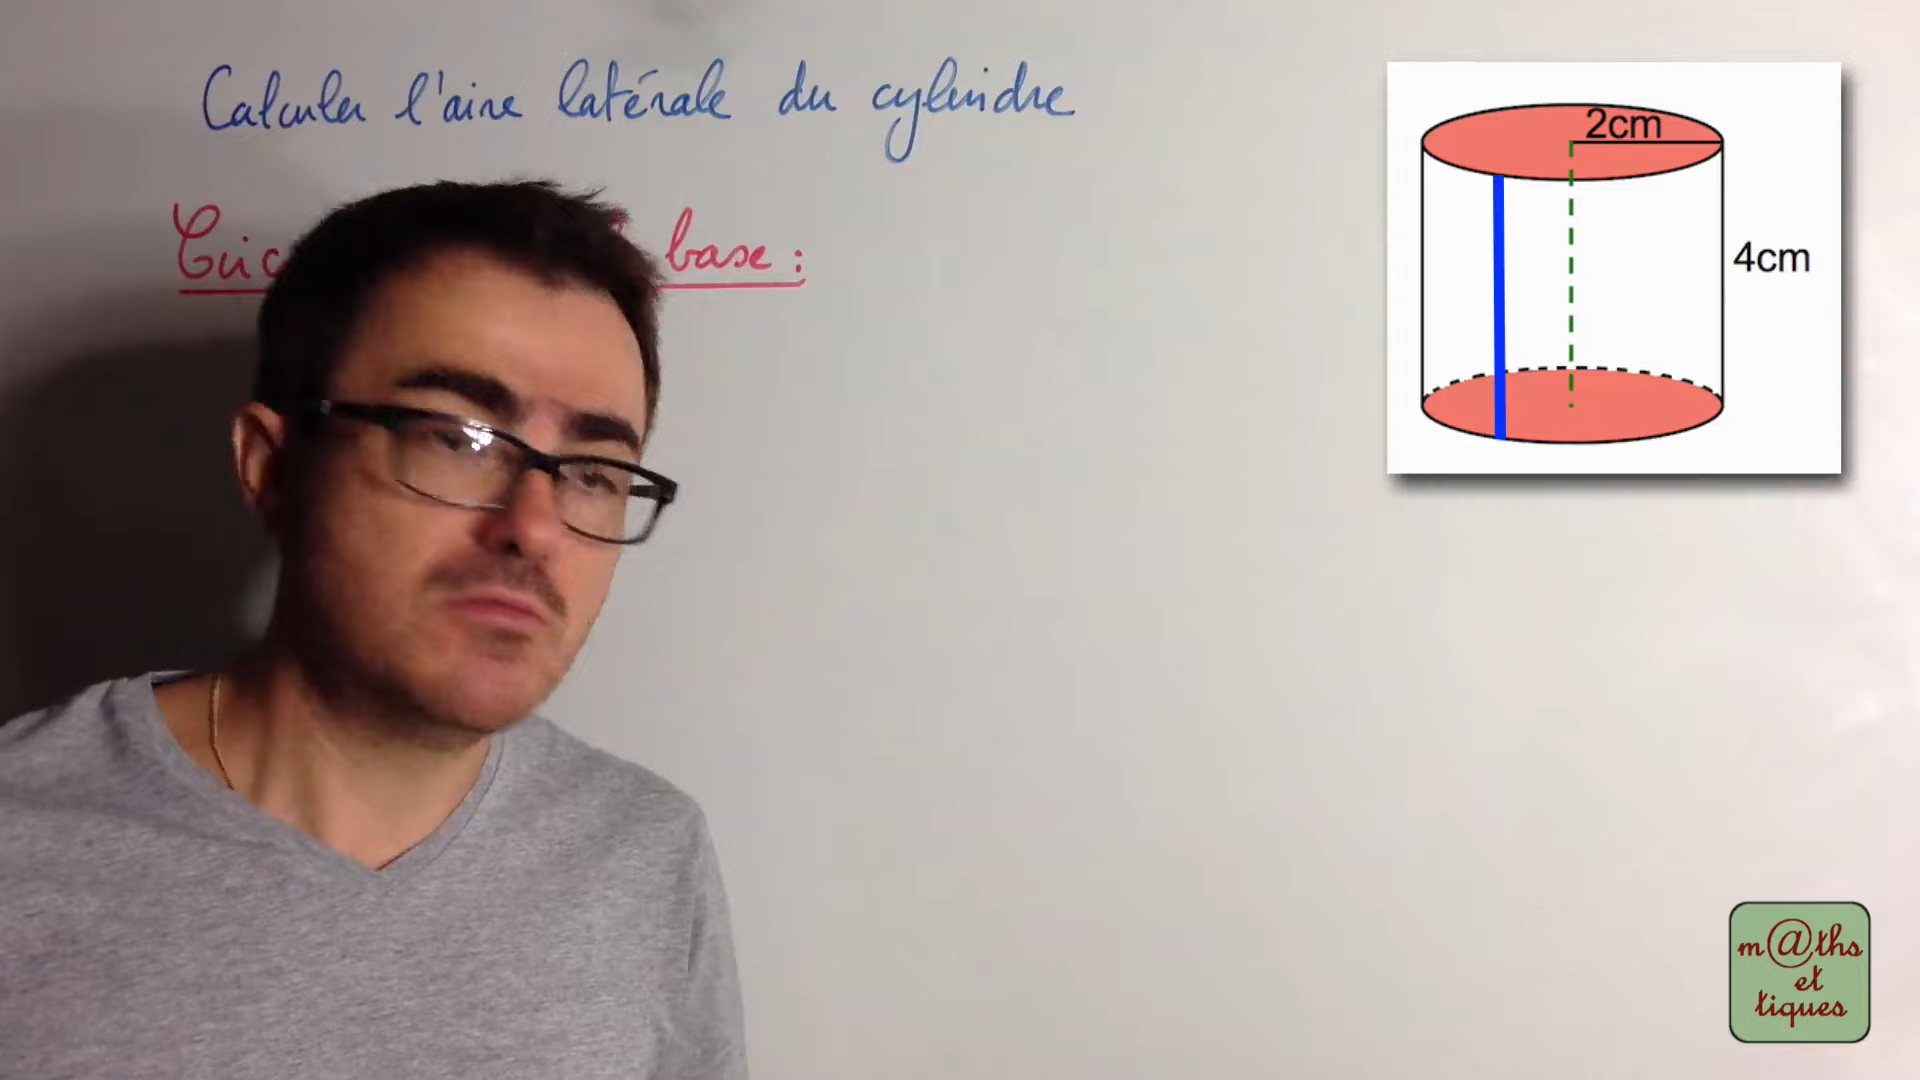 Calculer l'aire latérale du cylindre
base :
2cm
4cm
m@ths
et
tiques